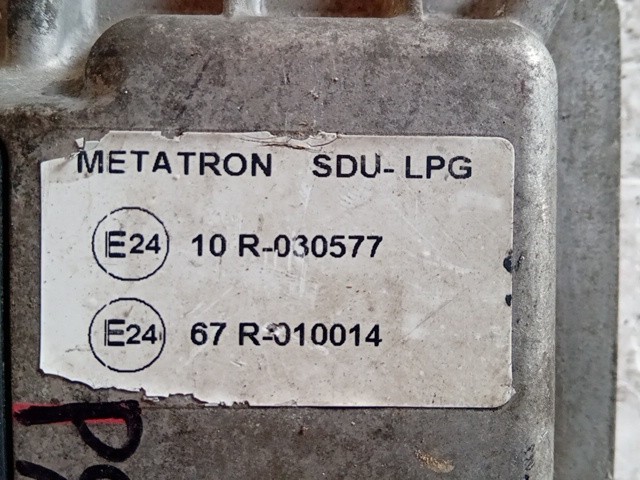 METATRON SDU- LPG
E24 10 R-030577
E24 67 R-010014